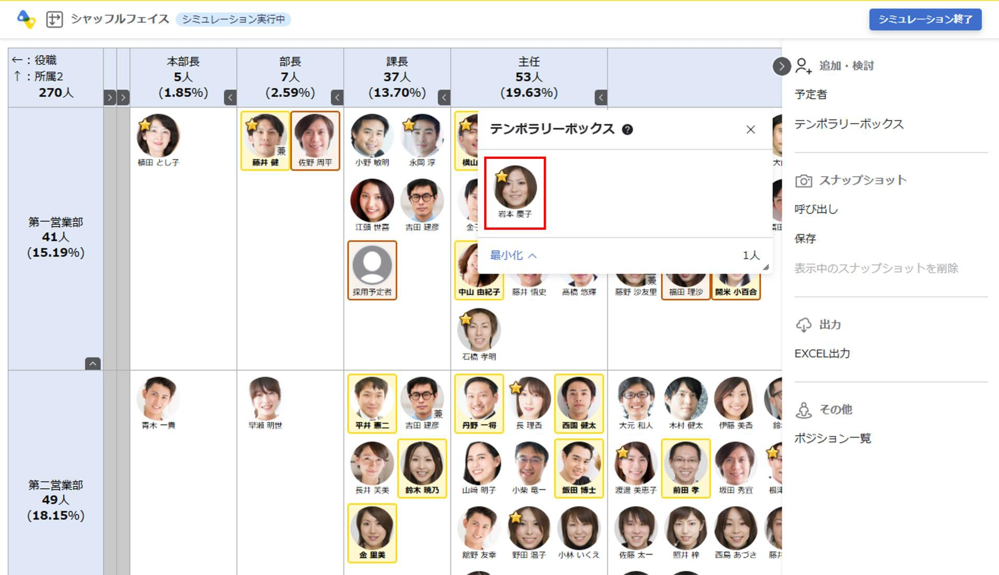 シャッフルフェイス
シミュレーション実行中
シミュレーション終了
←：役職
↑：所属2
270人
本部長
5人
(1.85%)
部長
7人
(2.59%)
課長
37人
(13.70%)
主任
53人
(19.63%)
第一営業部
41人
(15.19%)
植田 とし子
藤井 健
兼
佐野 周平
小野 敏明
永岡 淳
横山
江頭 世喜
吉田 建彦
採用予定者
中山 由紀子
藤井 悟史
髙橋 悠輝
藤野 沙友里
兼
福田 理沙
開米 小百合
石橋 孝明
テンポラリーボックス
岩本 慶子
最小化
1人
第二営業部
49人
(18.15%)
青木 一貴
早瀬 明世
平井 憲二
吉田 建彦
兼
丹野 一将
長 理香
西園 健太
大元 和人
木村 健太
伊藤 美香
長井 芙美
鈴木 暁乃
山﨑 明子
小柴 竜一
飯田 博士
渡邊 美恵子
前田 孝
坂田 秀宜
根津
金 里美
舘野 友幸
野田 温子
小林 いくえ
佐藤 太一
照井 梓
西島 あづさ
藤井
追加・検討
予定者
テンポラリーボックス
スナップショット
呼び出し
保存
表示中のスナップショットを削除
出力
EXCEL出力
その他
ポジション一覧